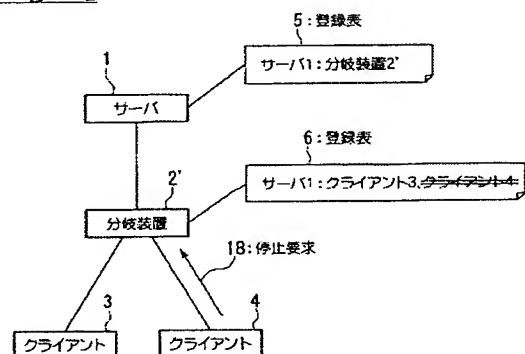 5:登録表
サーバ1:分岐装置2'
1
サーバ
6:登録表
サーバ1:クライアント3、クライアント4
2'
分岐装置
18:停止要求
3
4
クライアント
クライアント